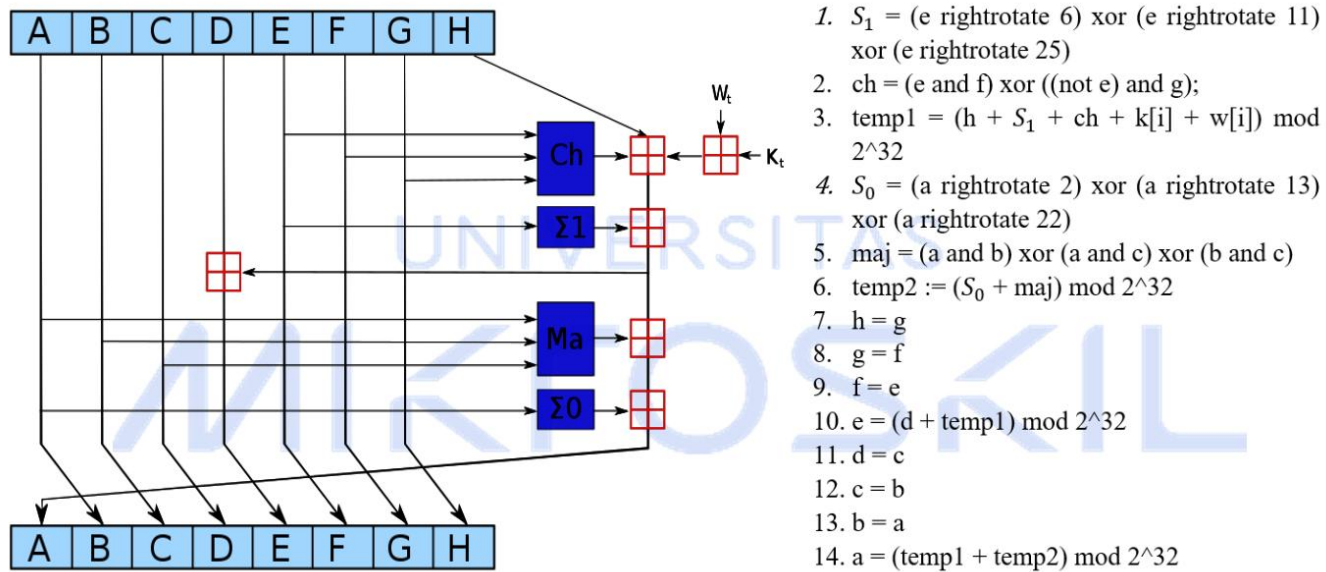 A B C D E F G H
W_t
Ch
K_t
Σ1
Ma
Σ0
A B C D E F G H
1. S₁ = (e rightrotate 6) xor (e rightrotate 11)
xor (e rightrotate 25)
2. ch = (e and f) xor ((not e) and g);
3. temp1 = (h + S₁ + ch + k[i] + w[i]) mod
2^32
4. S₀ = (a rightrotate 2) xor (a rightrotate 13)
xor (a rightrotate 22)
5. maj = (a and b) xor (a and c) xor (b and c)
6. temp2 := (S₀ + maj) mod 2^32
7. h = g
8. g = f
9. f = e
10. e = (d + temp1) mod 2^32
11. d = c
12. c = b
13. b = a
14. a = (temp1 + temp2) mod 2^32
UNIVERSITAS
MIKROSKIL